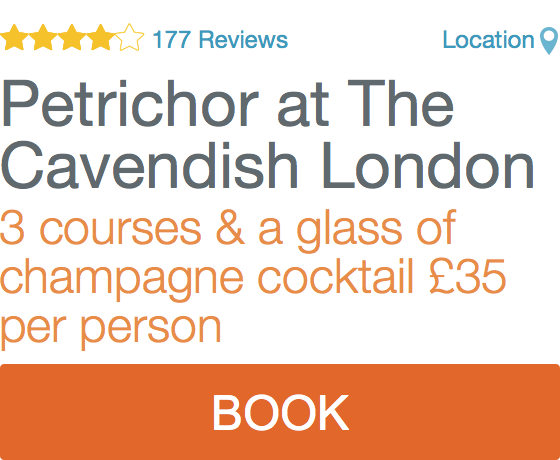 177 Reviews Location
Petrichor at The
Cavendish London
3 courses & a glass of
champagne cocktail £35
per person
BOOK